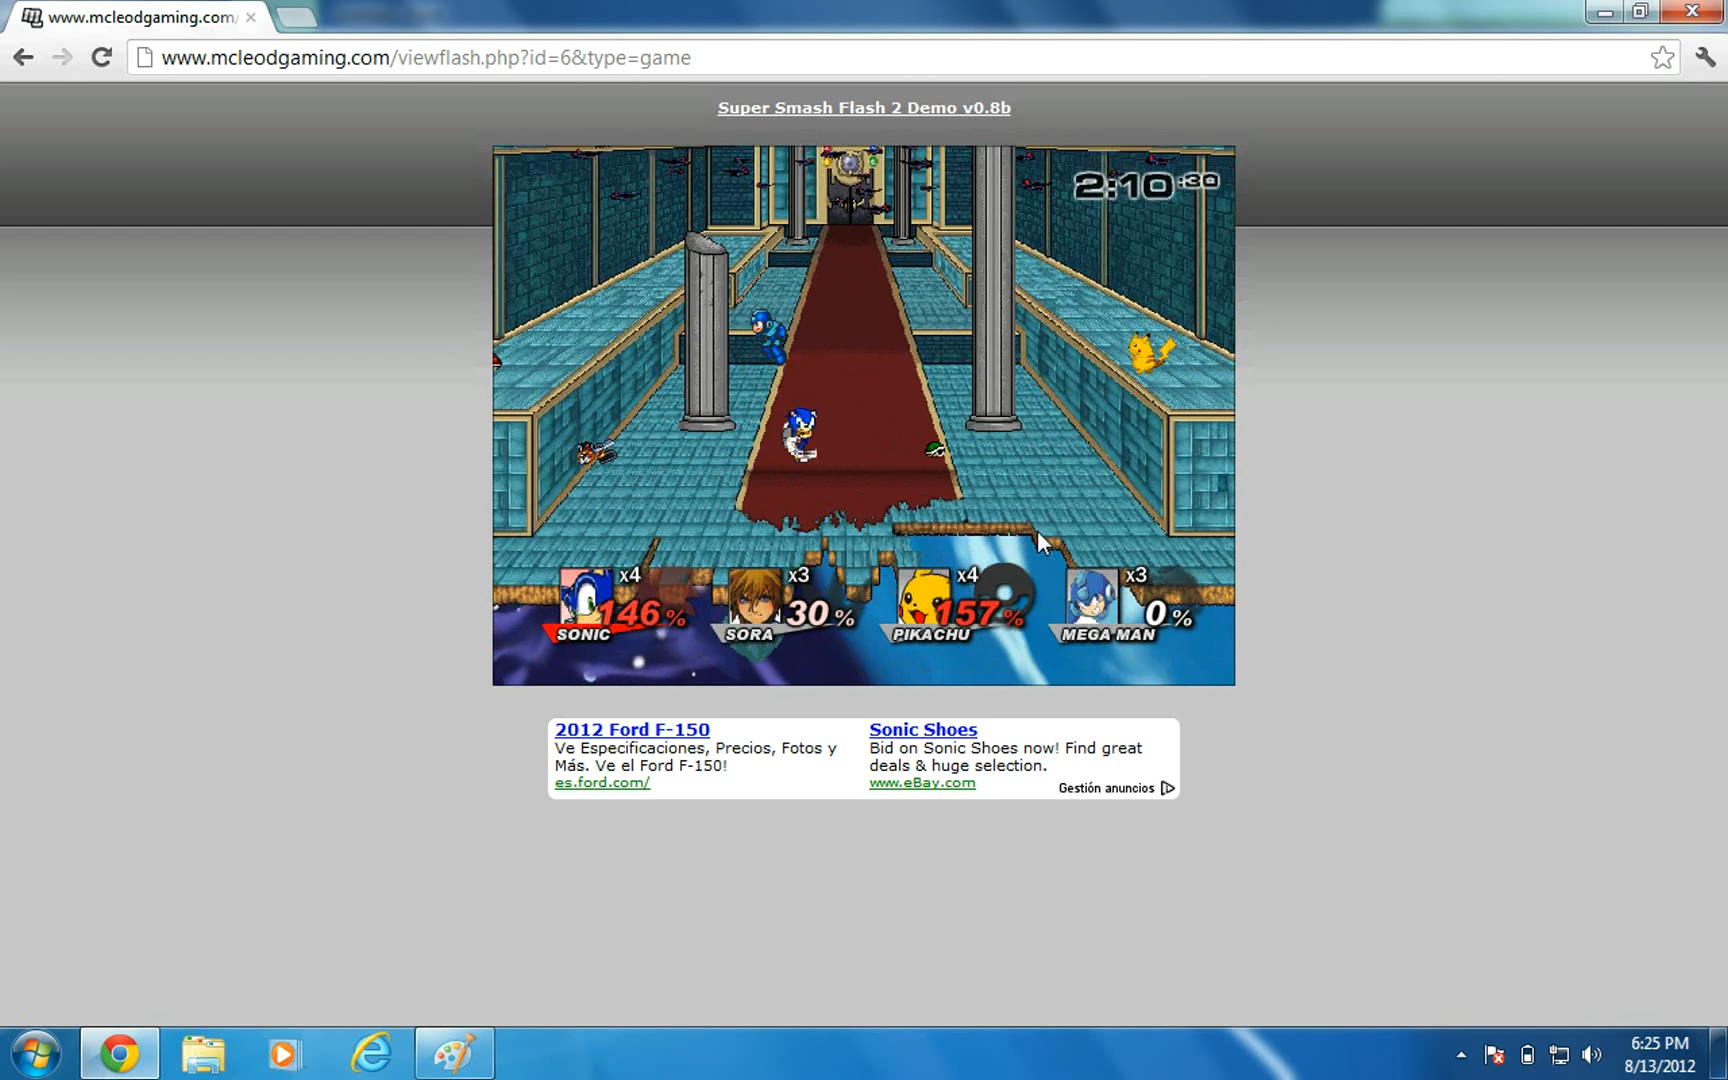 www.mcleodgaming.com/
www.mcleodgaming.com/viewflash.php?id=6&type=game
Super Smash Flash 2 Demo v0.8b
2:10:30
x4
146%
SONIC
x3
30%
SORA
x4
157%
PIKACHU
x3
0%
MEGA MAN
2012 Ford F-150
Ve Especificaciones, Precios, Fotos y
Más. Ve el Ford F-150!
es.ford.com/
Sonic Shoes
Bid on Sonic Shoes now! Find great
deals & huge selection.
www.eBay.com
Gestión anuncios
6:25 PM
8/13/2012